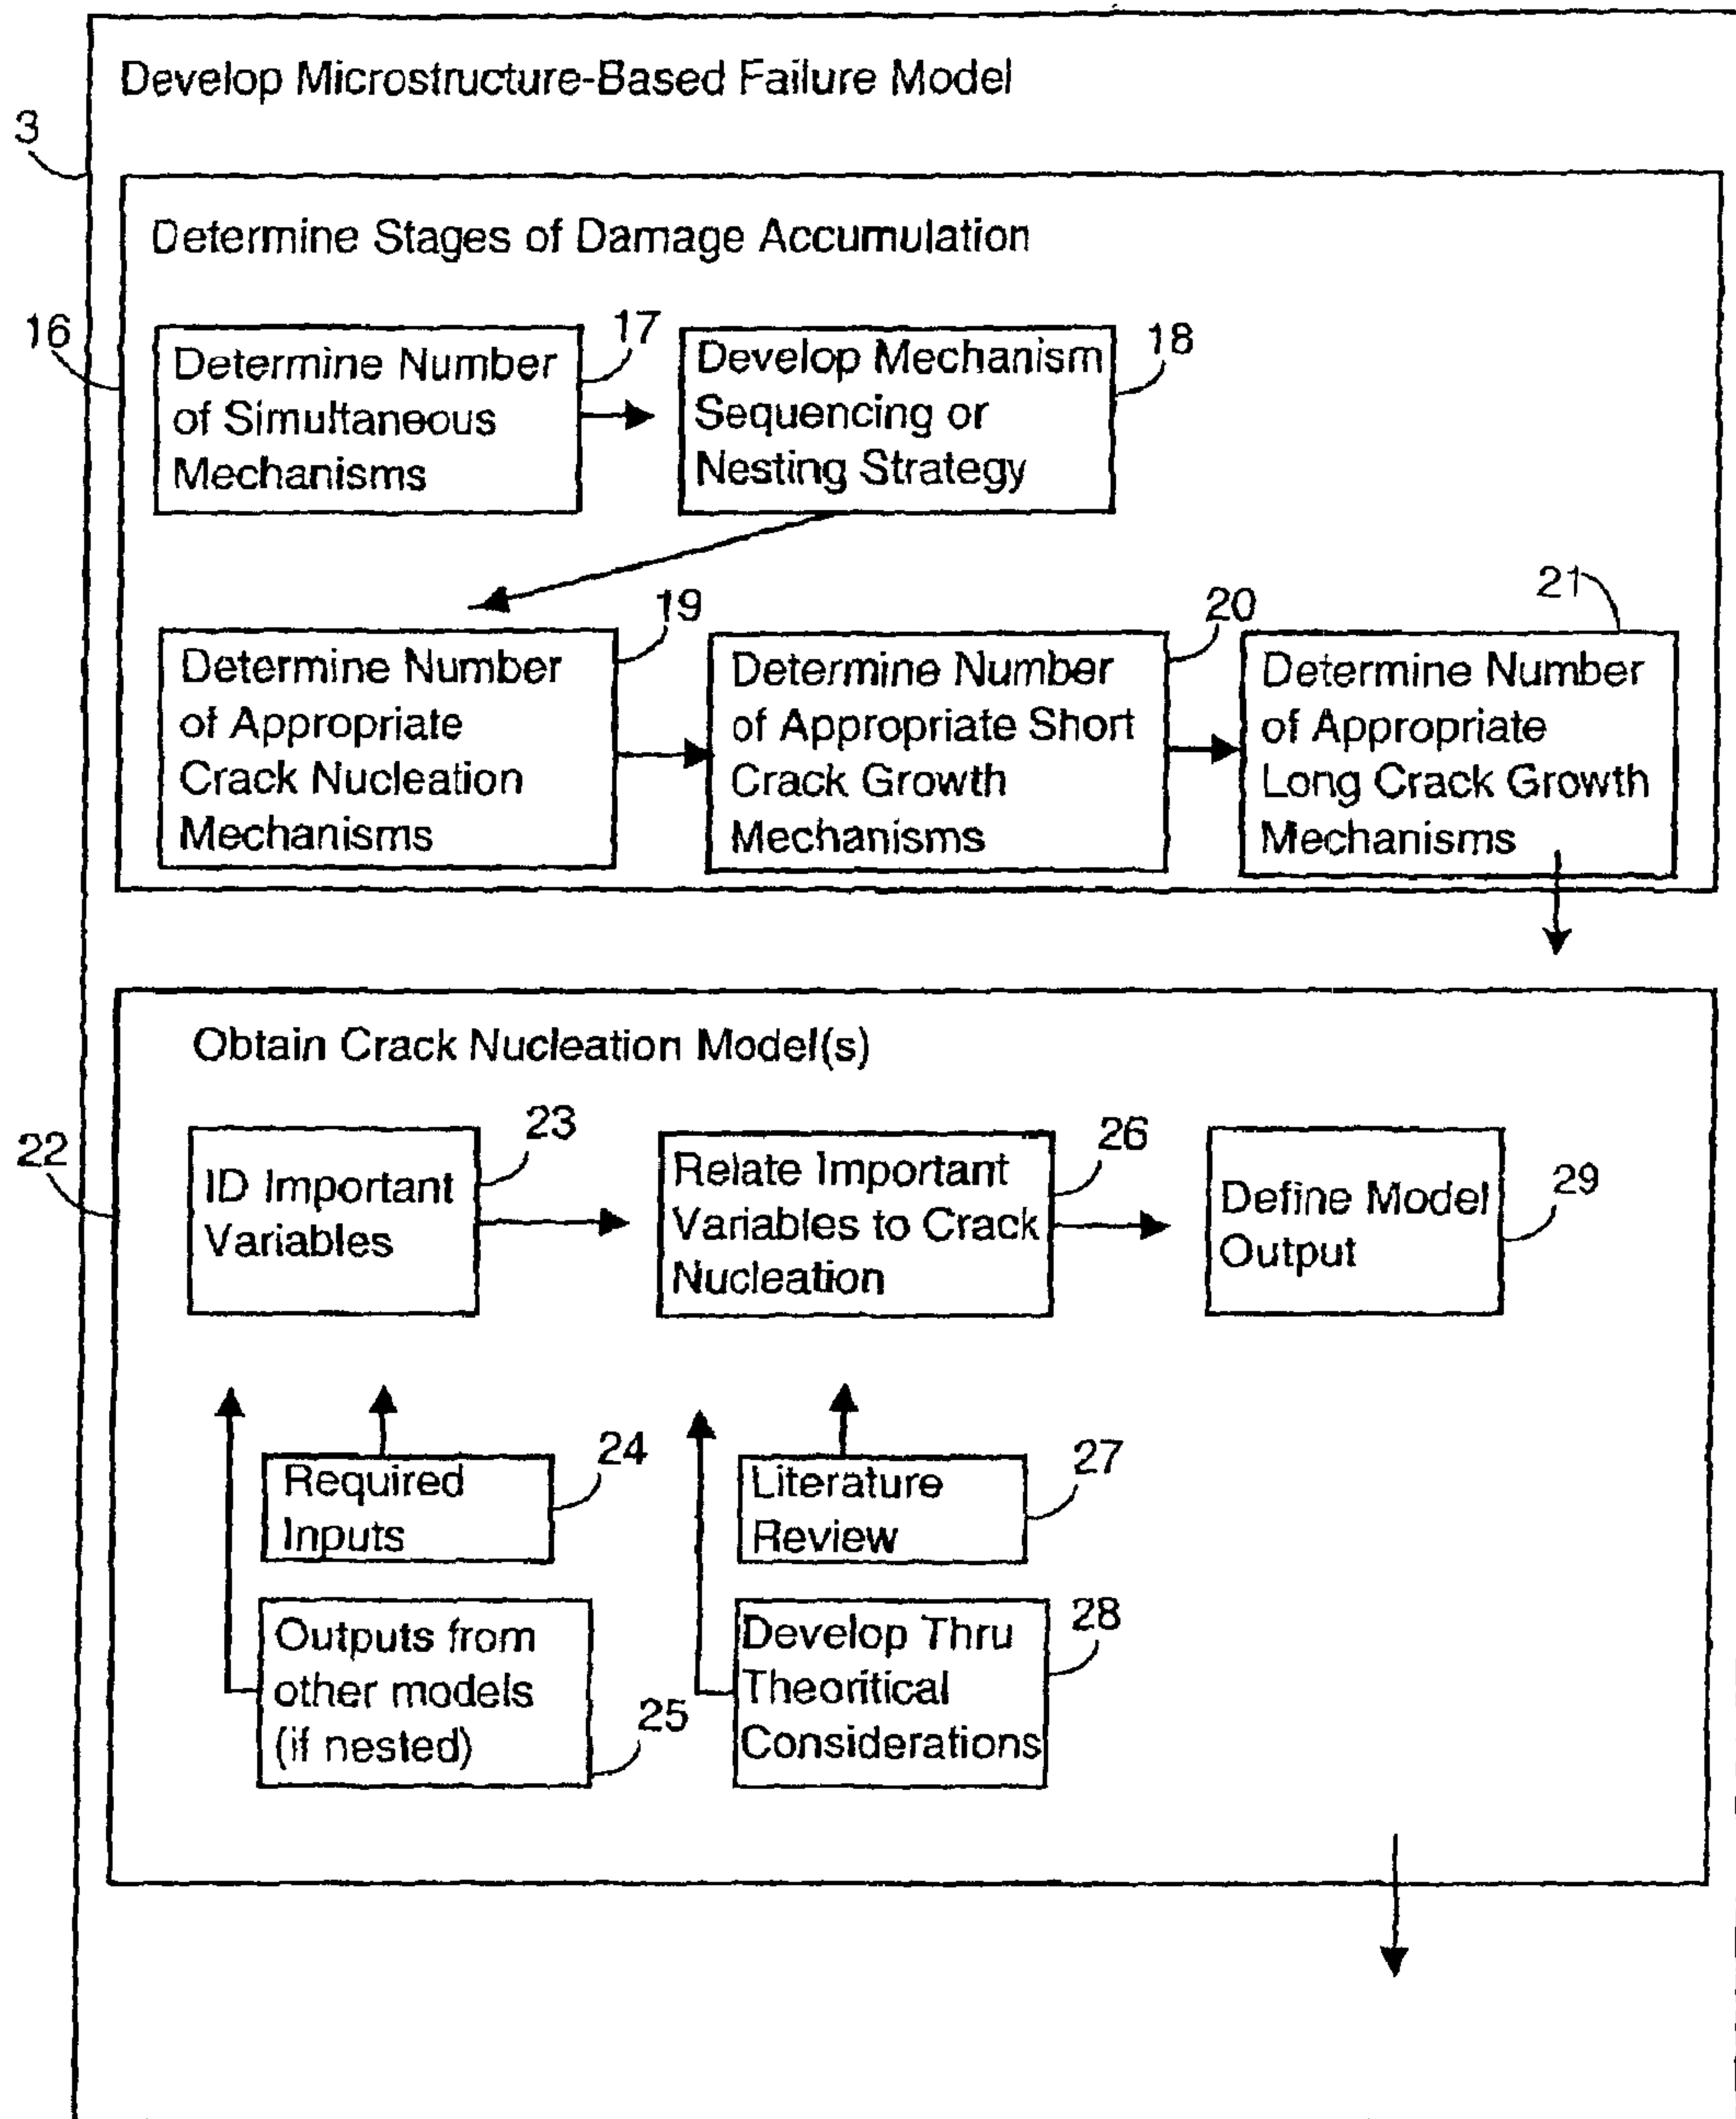 Develop Microstructure-Based Failure Model
3
Determine Stages of Damage Accumulation
16
17
Determine Number
of Simultaneous
Mechanisms
18
Develop Mechanism
Sequencing or
Nesting Strategy
19
Determine Number
of Appropriate
Crack Nucleation
Mechanisms
20
Determine Number
of Appropriate Short
Crack Growth
Mechanisms
21
Determine Number
of Appropriate
Long Crack Growth
Mechanisms
Obtain Crack Nucleation Model(s)
22
23
ID Important
Variables
26
Relate Important
Variables to Crack
Nucleation
29
Define Model
Output
24
Required
Inputs
27
Literature
Review
25
Outputs from
other models
(if nested)
28
Develop Thru
Theoritical
Considerations